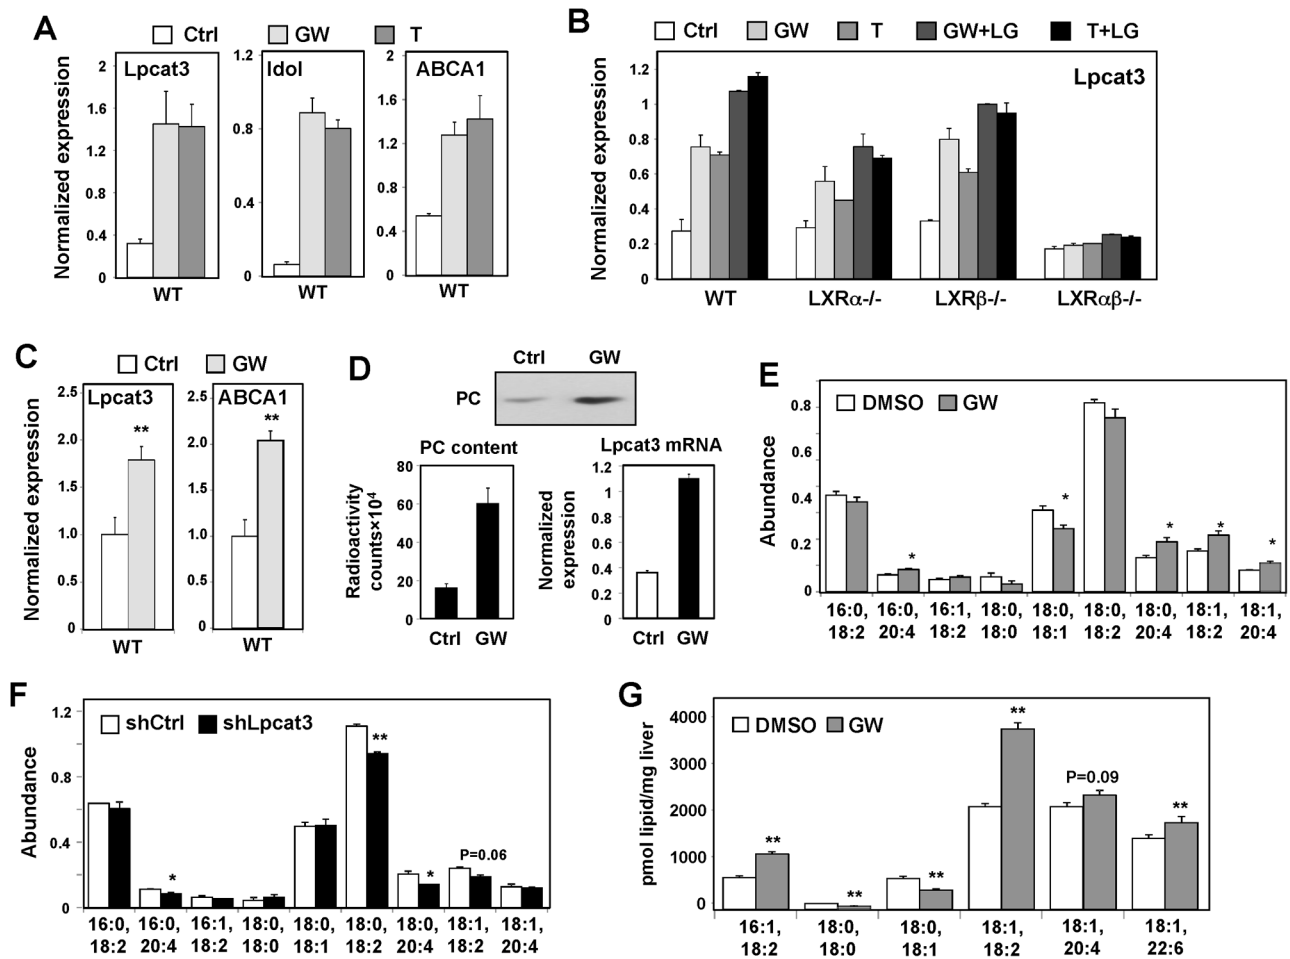 A
Ctrl GW T
Normalized expression
Lpcat3
2
1.6
1.2
0.8
0.4
0
WT
Idol
1.2
0.8
0.4
0
WT
ABCA1
2
1.6
1.2
0.8
0.4
0
WT
B
Ctrl GW T GW+LG T+LG
Lpcat3
Normalized expression
1.2
1
0.8
0.6
0.4
0.2
0
WT LXRα-/- LXRβ-/- LXRαβ-/-
C
Ctrl GW
Normalized expression
Lpcat3
2.5
2.0
1.5
1.0
0.5
0
**
ABCA1
2.5
2.0
1.5
1.0
0.5
0
**
WT
D
Ctrl GW
PC
PC content
Radioactivity
counts×10⁴
80
60
40
20
0
Ctrl GW
Lpcat3 mRNA
Normalized
expression
1.2
1
0.8
0.6
0.4
0.2
0
Ctrl GW
E
DMSO GW
Abundance
0.8
0.6
0.4
0.2
0
* * * * *
16:0, 16:0, 16:1, 18:0, 18:0, 18:0, 18:0, 18:1, 18:1,
18:2 20:4 18:2 18:0 18:1 18:2 20:4 18:2 20:4
F
shCtrl shLpcat3
Abundance
1.2
0.8
0.4
0
* ** * P=0.06
16:0, 16:0, 16:1, 18:0, 18:0, 18:0, 18:0, 18:1, 18:1,
18:2 20:4 18:2 18:0 18:1 18:2 20:4 18:2 20:4
G
DMSO GW
pmol lipid/mg liver
4000
3000
2000
1000
0
** ** ** ** P=0.09 **
16:1, 18:0, 18:0, 18:1, 18:1, 18:1,
18:2 18:0 18:1 18:2 20:4 22:6